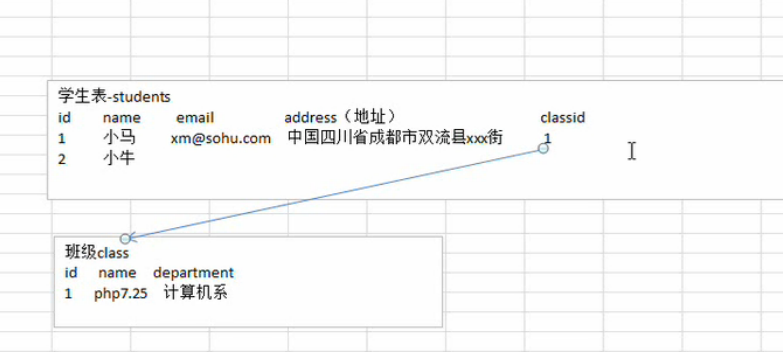 学生表-students
id name email address（地址） classid
1 小马 xm@sohu.com 中国四川省成都市双流县xxx街 1
2 小牛
班级class
id name department
1 php7.25 计算机系